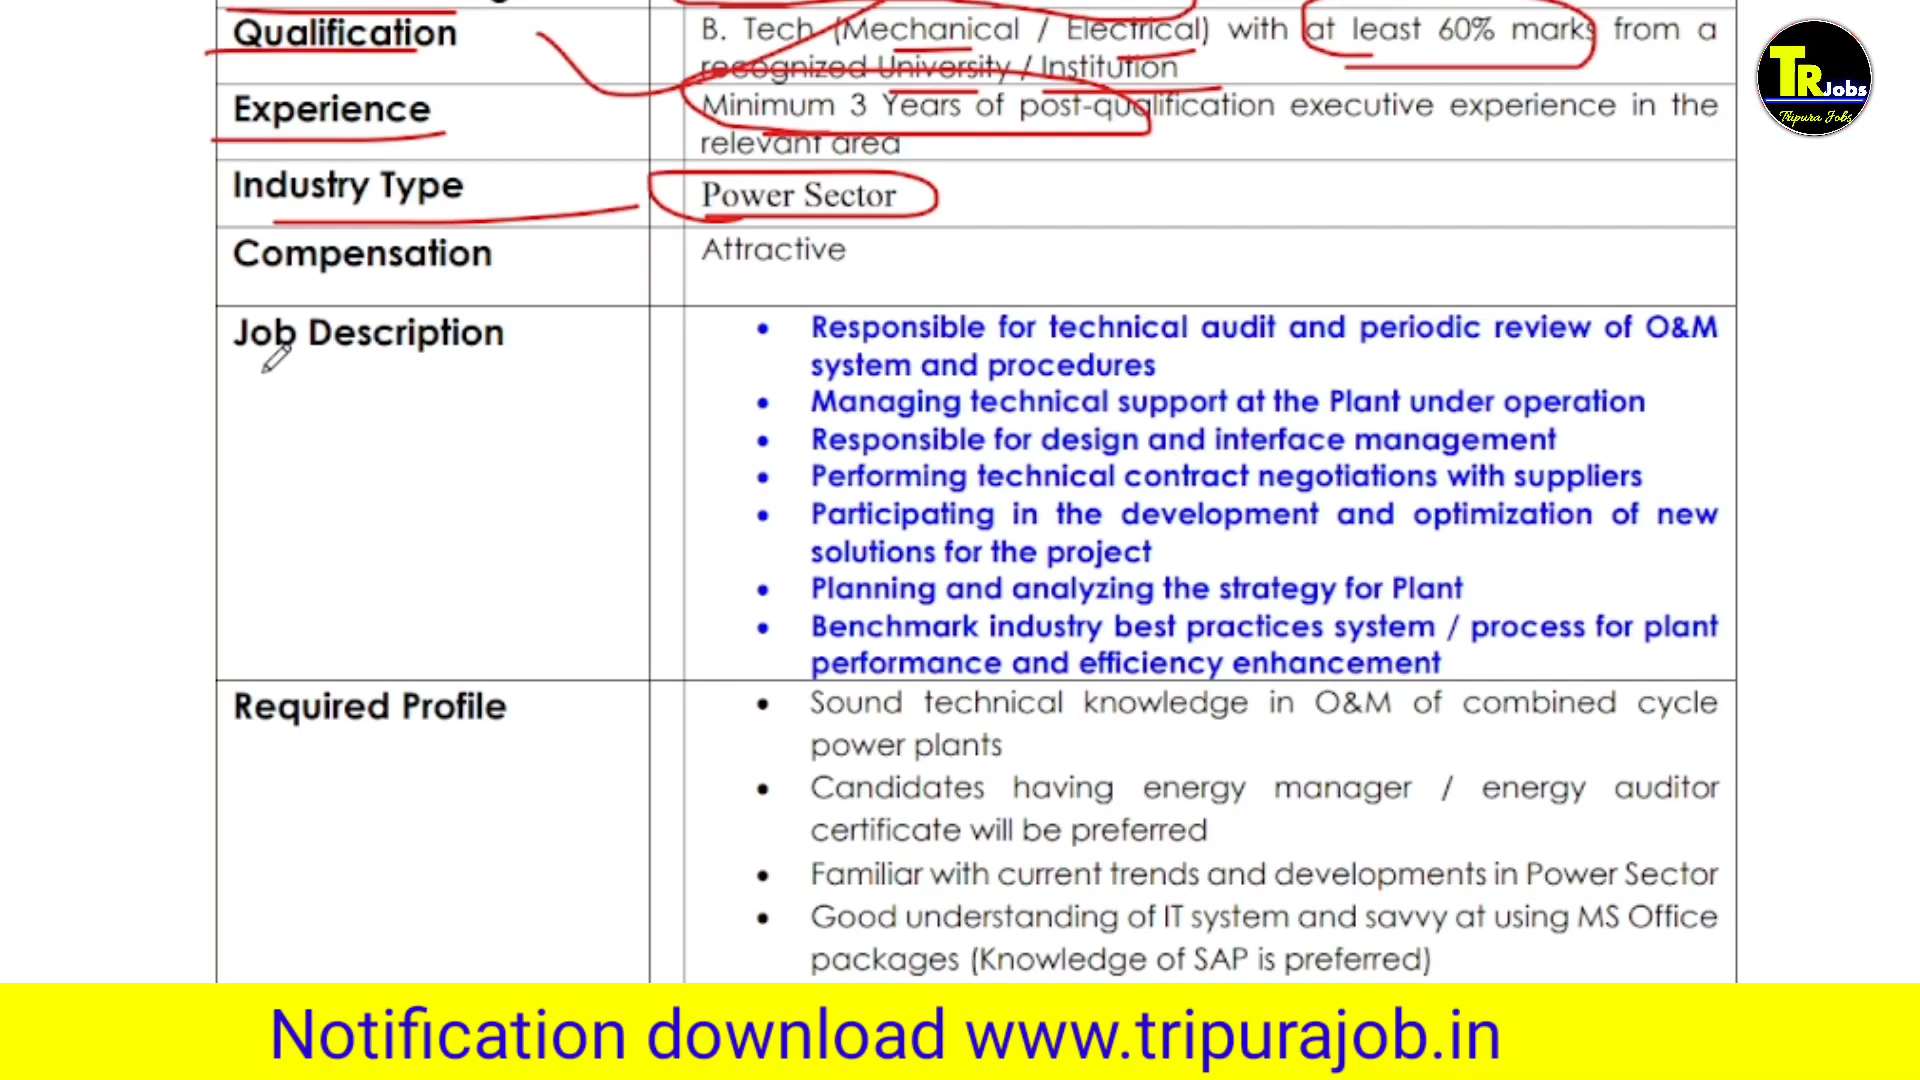 Qualification
B. Tech (Mechanical / Electrical) with at least 60% marks from a
recognized University / Institution
Experience
Minimum 3 Years of post-qualification executive experience in the
relevant area
Industry Type
Power Sector
Compensation
Attractive
Job Description
• Responsible for technical audit and periodic review of O&M
system and procedures
• Managing technical support at the Plant under operation
• Responsible for design and interface management
• Performing technical contract negotiations with suppliers
• Participating in the development and optimization of new
solutions for the project
• Planning and analyzing the strategy for Plant
• Benchmark industry best practices system / process for plant
performance and efficiency enhancement
Required Profile
• Sound technical knowledge in O&M of combined cycle
power plants
• Candidates having energy manager / energy auditor
certificate will be preferred
• Familiar with current trends and developments in Power Sector
• Good understanding of IT system and savvy at using MS Office
packages (Knowledge of SAP is preferred)
TR Jobs
Tripura Jobs
Notification download www.tripurajob.in